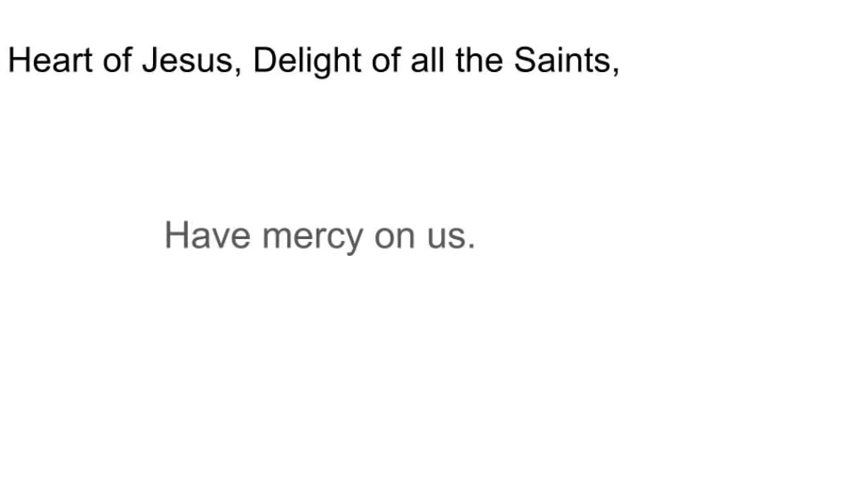 Heart of Jesus, Delight of all the Saints,
Have mercy on us.